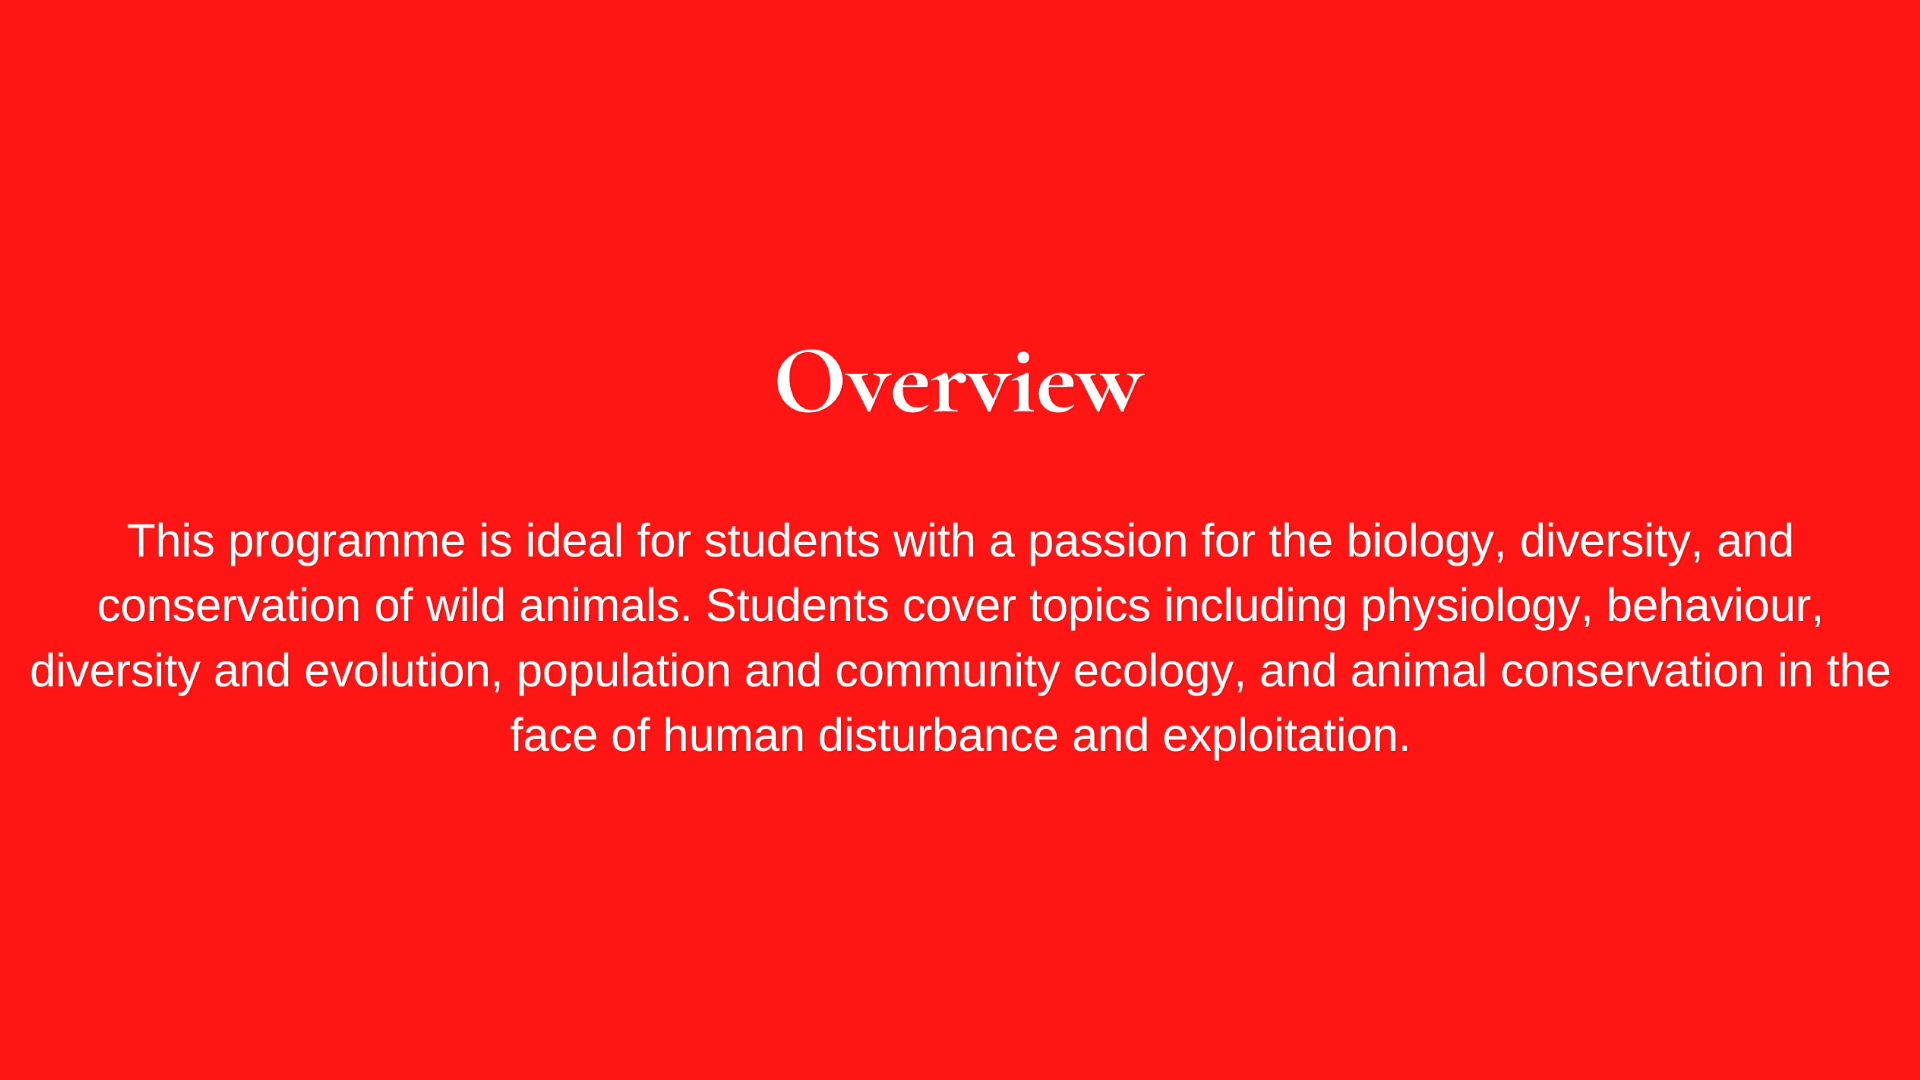 Overview
This programme is ideal for students with a passion for the biology, diversity, and
conservation of wild animals. Students cover topics including physiology, behaviour,
diversity and evolution, population and community ecology, and animal conservation in the
face of human disturbance and exploitation.